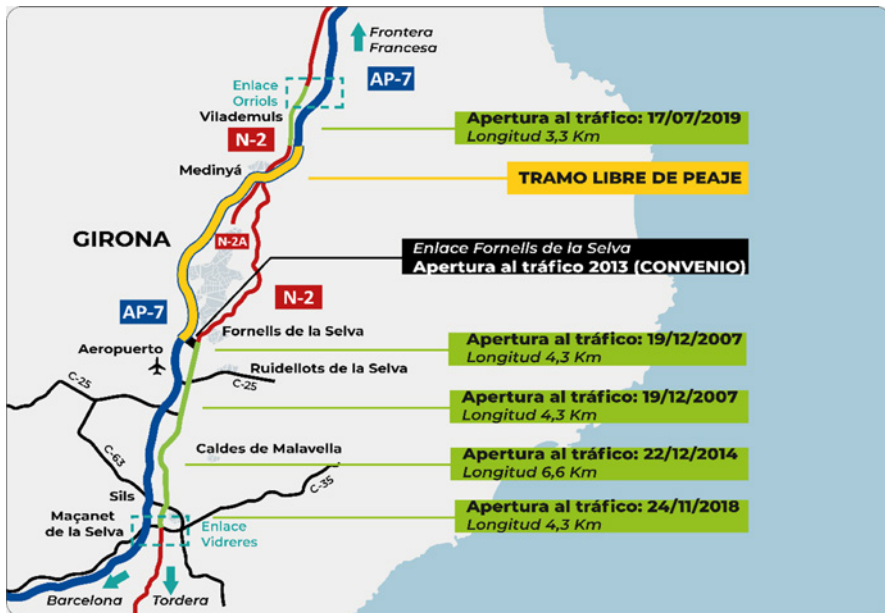 Frontera
Francesa
AP-7
Enlace
Orriols
Vilademuls
N-2
Apertura al tráfico: 17/07/2019
Longitud 3,3 Km
Medinyá
TRAMO LIBRE DE PEAJE
GIRONA
N-2A
Enlace Fornells de la Selva
Apertura al tráfico 2013 (CONVENIO)
N-2
AP-7
Fornells de la Selva
Aeropuerto
Apertura al tráfico: 19/12/2007
Longitud 4,3 Km
Ruidellots de la Selva
C-25
C-25
Apertura al tráfico: 19/12/2007
Longitud 4,3 Km
Caldes de Malavella
C-63
Apertura al tráfico: 22/12/2014
Longitud 6,6 Km
C-35
Sils
Maçanet
de la Selva
Enlace
Vidreres
Apertura al tráfico: 24/11/2018
Longitud 4,3 Km
Barcelona
Tordera